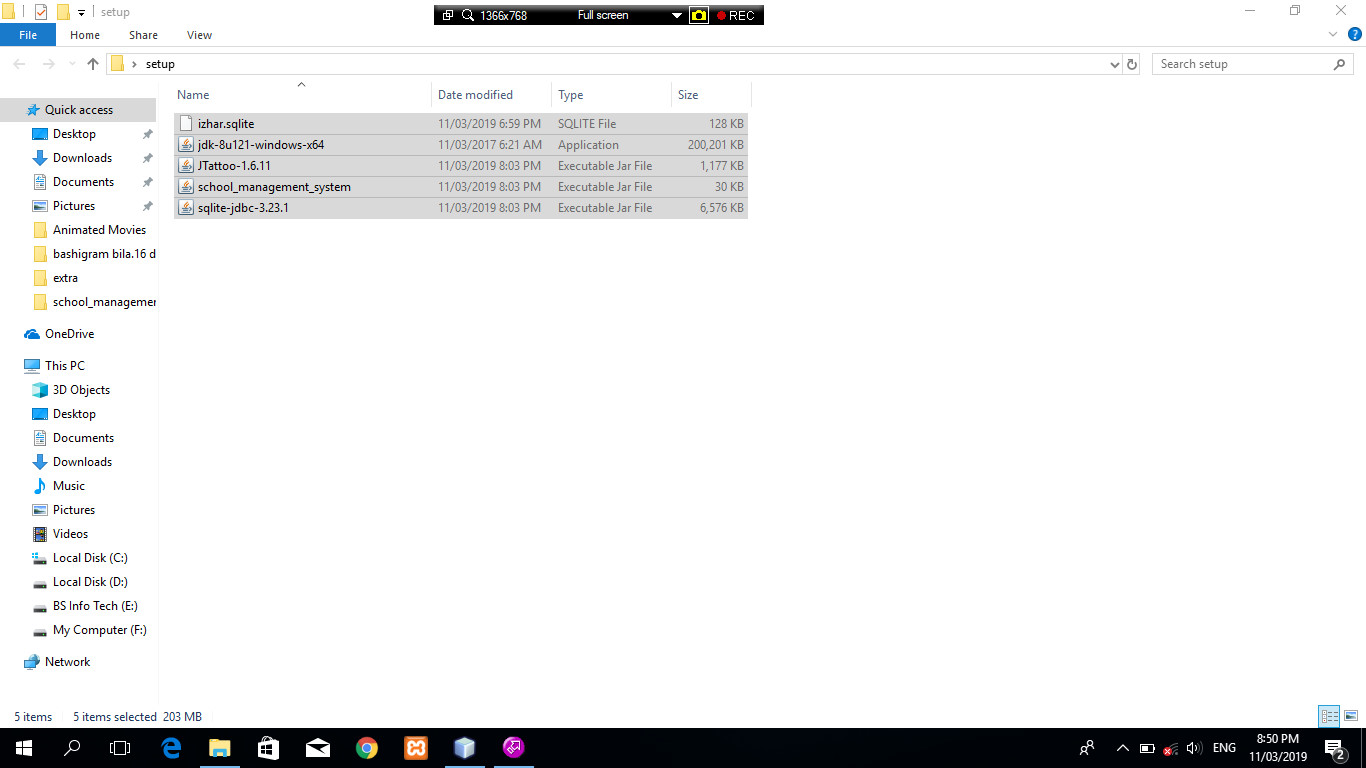 setup
1366x768 Full screen REC
File Home Share View
setup
Search setup
Name Date modified Type Size
izhar.sqlite 11/03/2019 6:59 PM SQLITE File 128 KB
jdk-8u121-windows-x64 11/03/2017 6:21 AM Application 200,201 KB
JTattoo-1.6.11 11/03/2019 8:03 PM Executable Jar File 1,177 KB
school_management_system 11/03/2019 8:03 PM Executable Jar File 30 KB
sqlite-jdbc-3.23.1 11/03/2019 8:03 PM Executable Jar File 6,576 KB
Quick access
Desktop
Downloads
Documents
Pictures
Animated Movies
bashigram bila.16 d
extra
school_managemer
OneDrive
This PC
3D Objects
Desktop
Documents
Downloads
Music
Pictures
Videos
Local Disk (C:)
Local Disk (D:)
BS Info Tech (E:)
My Computer (F:)
Network
5 items 5 items selected 203 MB
ENG
8:50 PM
11/03/2019
2